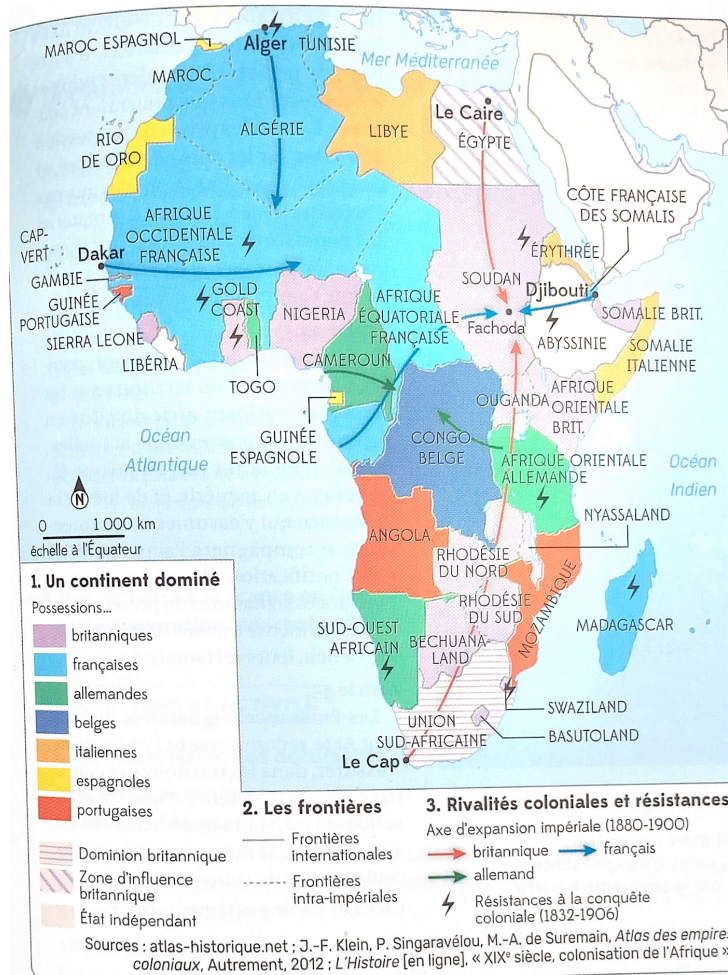 MAROC ESPAGNOL
Alger
TUNISIE
Mer Méditerranée
MAROC
Le Caire
RIO
DE ORO
ALGÉRIE
LIBYE
ÉGYPTE
CÔTE FRANÇAISE
DES SOMALIS
CAP-
VERT
Dakar
AFRIQUE
OCCIDENTALE
FRANÇAISE
ÉRYTHRÉE
GAMBIE
GUINÉE
PORTUGAISE
SIERRA LEONE
LIBÉRIA
GOLD
COAST
NIGERIA
AFRIQUE
ÉQUATORIALE
FRANÇAISE
SOUDAN
Djibouti
Fachoda
SOMALIE BRIT.
ABYSSINIE
SOMALIE
ITALIENNE
TOGO
CAMEROUN
OUGANDA
AFRIQUE
ORIENTALE
BRIT.
Océan
Atlantique
GUINÉE
ESPAGNOLE
CONGO
BELGE
AFRIQUE ORIENTALE
ALLEMANDE
Océan
Indien
N
0 1 000 km
échelle à l'Équateur
NYASSALAND
ANGOLA
RHODÉSIE
DU NORD
RHODÉSIE
DU SUD
MOZAMBIQUE
MADAGASCAR
SUD-OUEST
AFRICAIN
BECHUANA-
LAND
SWAZILAND
BASUTOLAND
UNION
SUD-AFRICAINE
Le Cap
1. Un continent dominé
Possessions...
britanniques
françaises
allemandes
belges
italiennes
espagnoles
portugaises
Dominion britannique
Zone d'influence
britannique
État indépendant
2. Les frontières
Frontières
internationales
Frontières
intra-impériales
3. Rivalités coloniales et résistances
Axe d'expansion impériale (1880-1900)
britannique
français
allemand
Résistances à la conquête
coloniale (1832-1906)
Sources : atlas-historique.net ; J.-F. Klein, P. Singaravélou, M.-A. de Suremain, Atlas des empires
coloniaux, Autrement, 2012 ; L'Histoire [en ligne], « XIXe siècle, colonisation de l'Afrique »